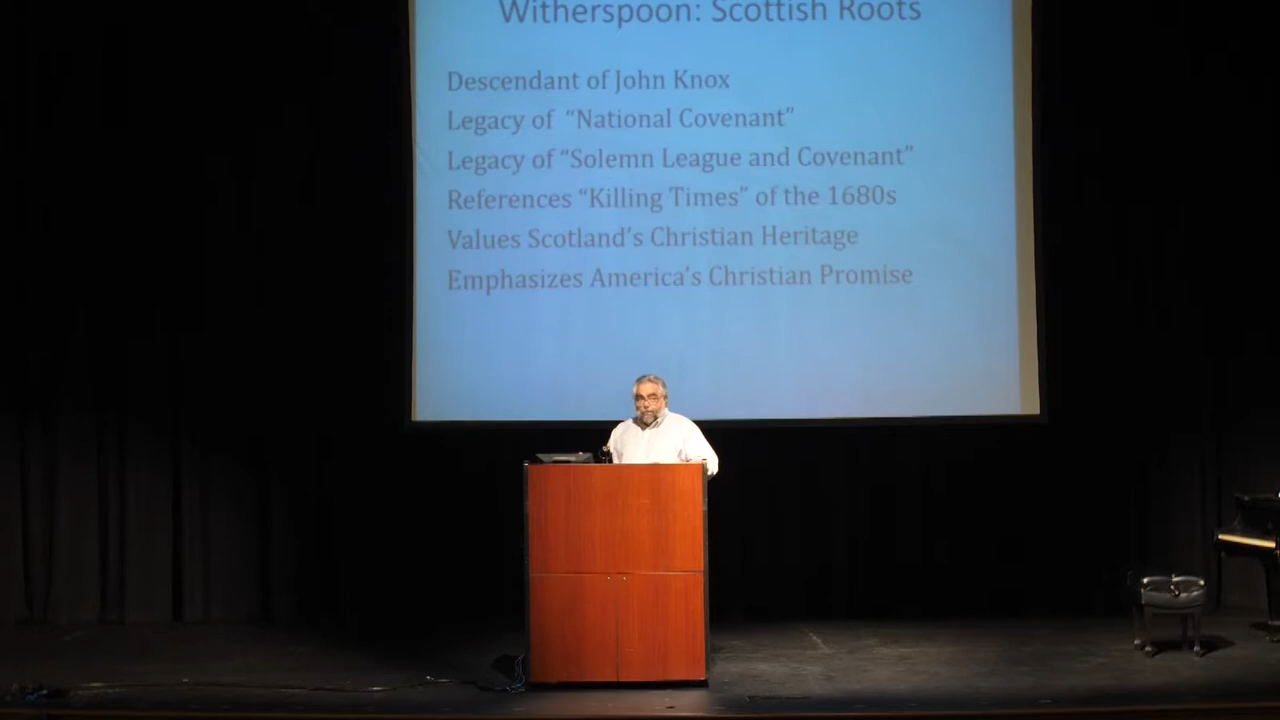 Witherspoon: Scottish Roots
Descendant of John Knox
Legacy of “National Covenant”
Legacy of “Solemn League and Covenant”
References “Killing Times” of the 1680s
Values Scotland’s Christian Heritage
Emphasizes America’s Christian Promise